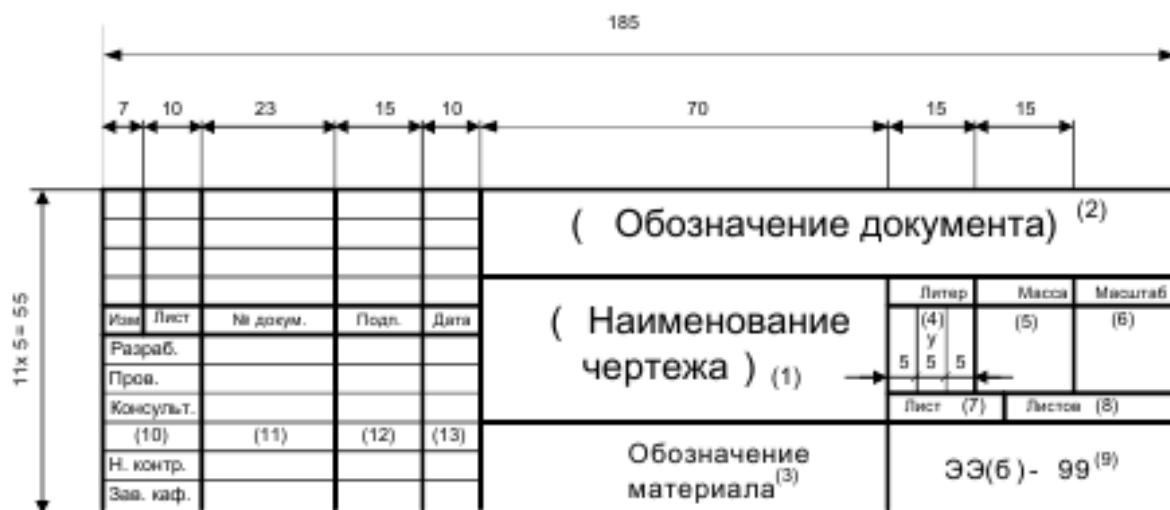 185
7 10 23 15 10 70 15 15
( Обозначение документа) (2)
11х 5 = 55
Литер Масса Масштаб
Изм Лист № докум. Подп. Дата
( Наименование
чертежа ) (1)
(4) (5) (6)
у
5 5 5
Разраб.
Пров.
Консульт.
Лист (7) Листов (8)
(10) (11) (12) (13)
Обозначение
материала(3)
ЭЭ(б)- 99(9)
Н. контр.
Зав. каф.